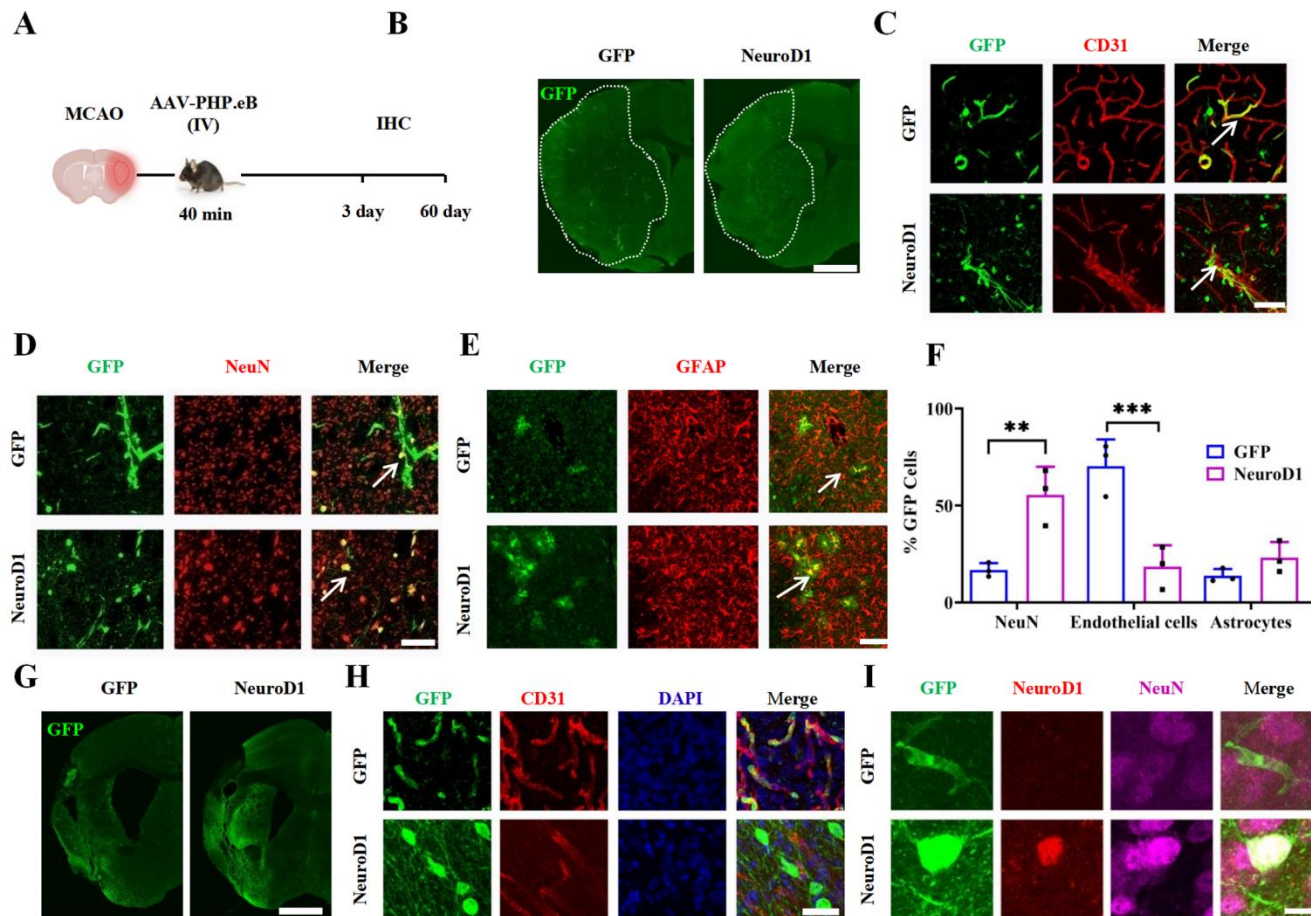 A
MCAO
AAV-PHP.eB
(IV)
IHC
40 min
3 day
60 day
B
GFP
NeuroD1
GFP
C
GFP
CD31
Merge
GFP
NeuroD1
D
GFP
NeuN
Merge
GFP
NeuroD1
E
GFP
GFAP
Merge
GFP
NeuroD1
F
% GFP Cells
100
50
0
**
***
GFP
NeuroD1
NeuN
Endothelial cells
Astrocytes
G
GFP
NeuroD1
GFP
H
GFP
CD31
DAPI
Merge
GFP
NeuroD1
I
GFP
NeuroD1
NeuN
Merge
GFP
NeuroD1